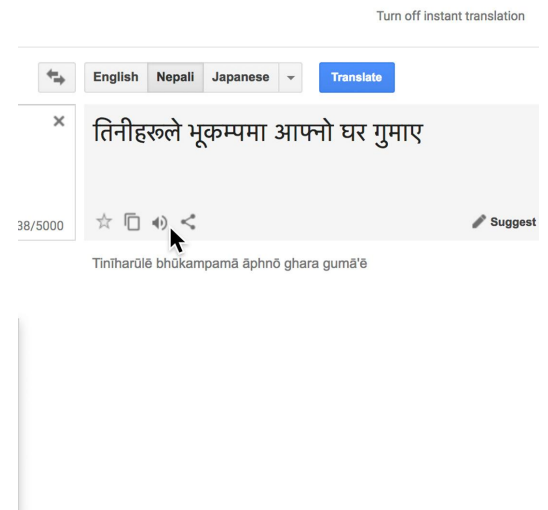 Turn off instant translation
English Nepali Japanese Translate
तिनीहरूले भूकम्पमा आफ्नो घर गुमाए
38/5000 Suggest
Tinīharūlē bhūkampamā āphnō ghara gumā'ē